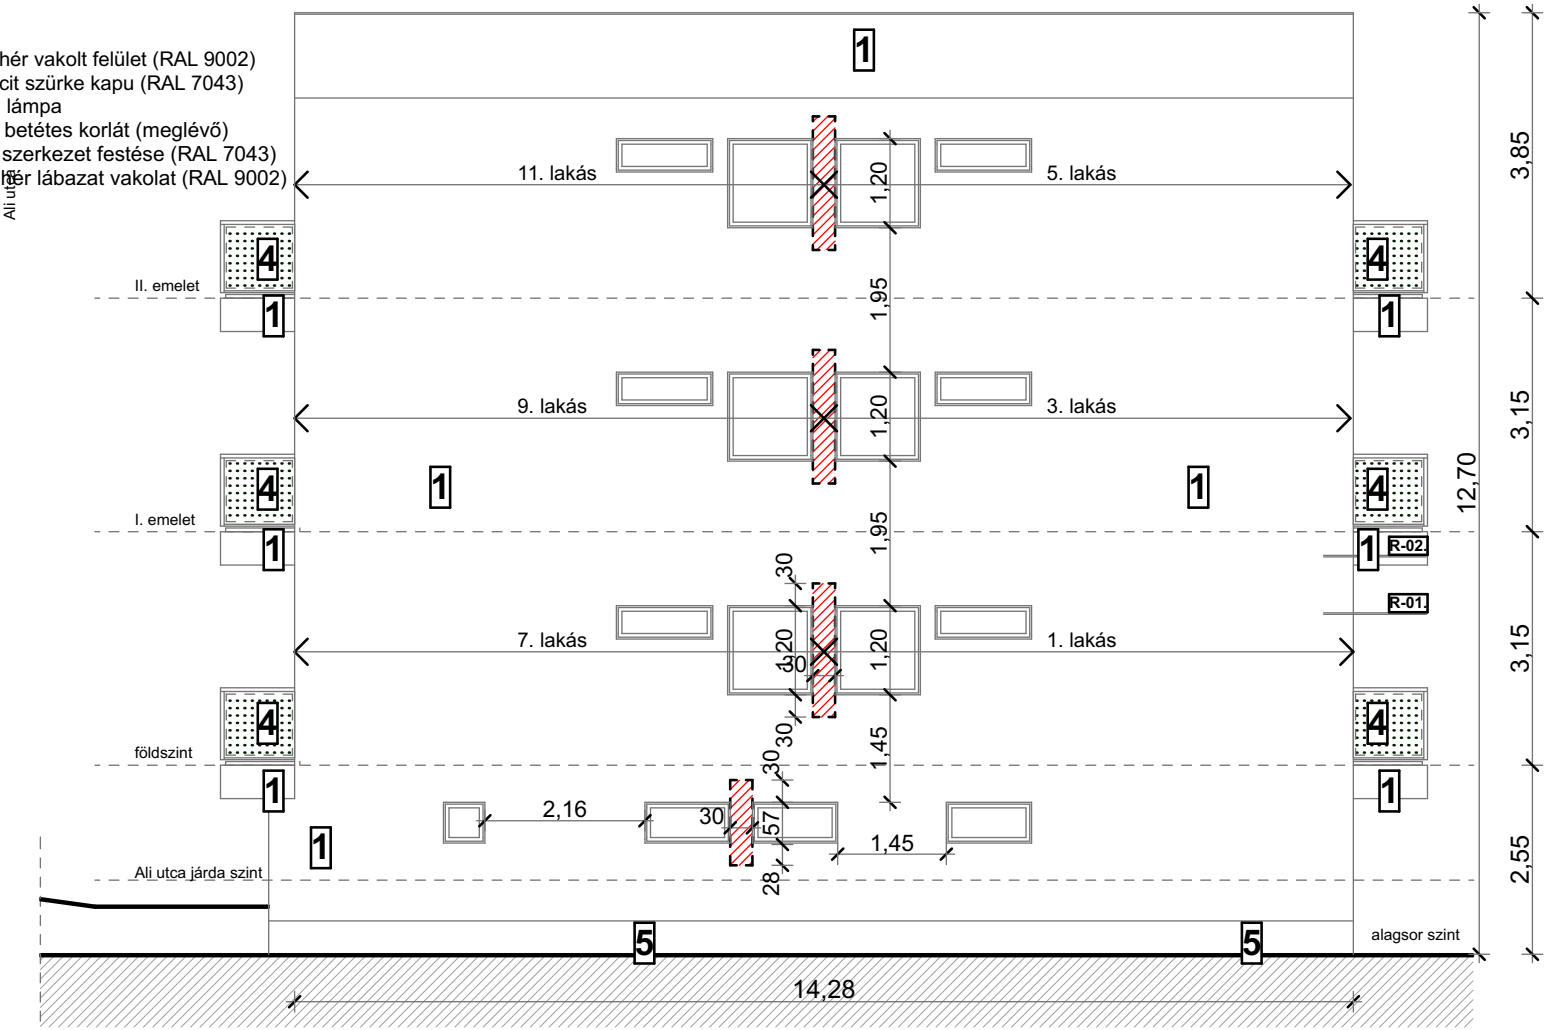 hér vakolt felület (RAL 9002)
cit szürke kapu (RAL 7043)
lámpa
betétes korlát (meglévő)
szerkezet festése (RAL 7043)
hér lábazat vakolat (RAL 9002)
Ali utca
1
11. lakás
5. lakás
1,20
3,85
4
4
II. emelet
1,95
1
1
9. lakás
3. lakás
1,20
3,15
12,70
4
1
1
4
I. emelet
1,95
1
1
R-02.
30
R-01.
7. lakás
1. lakás
1,20
1,20
30
3,15
4
4
30
1,45
földszint
30
1
1
2,16
30
57
1,45
1
2,55
Ali utca járda szint
28
5
5
alagsor szint
14,28